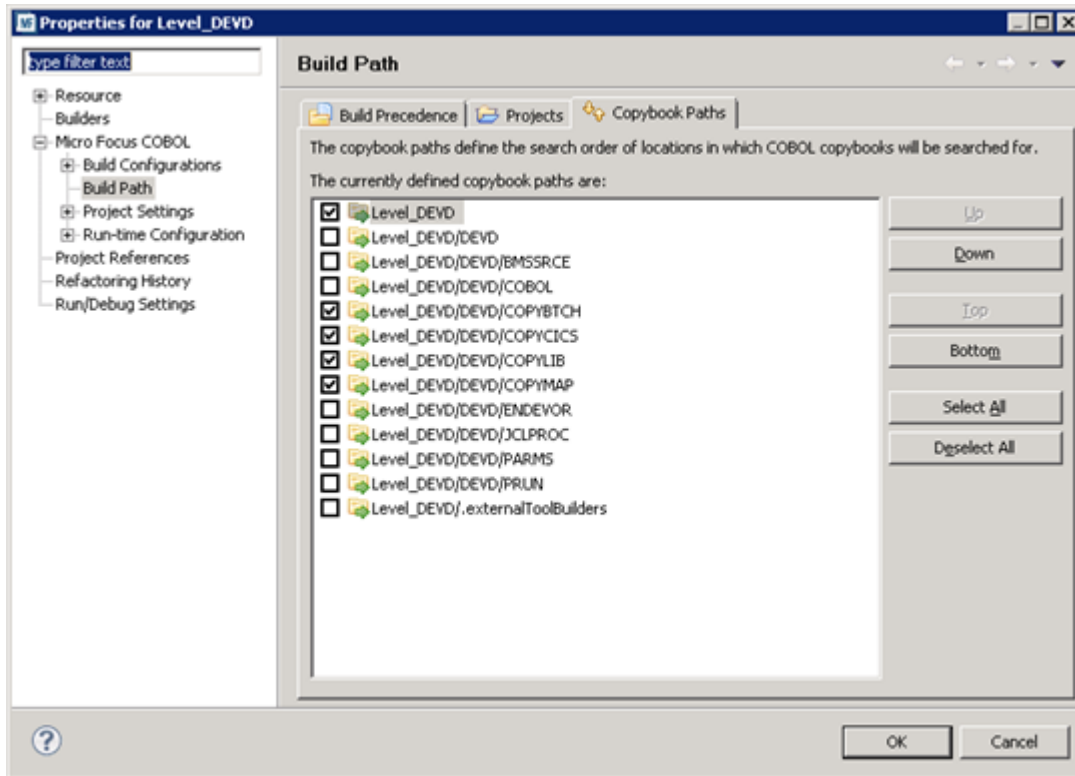 Properties for Level_DEVD
type filter text
Resource
Builders
Micro Focus COBOL
Build Configurations
Build Path
Project Settings
Run-time Configuration
Project References
Refactoring History
Run/Debug Settings
Build Path
Build Precedence
Projects
Copybook Paths
The copybook paths define the search order of locations in which COBOL copybooks will be searched for.
The currently defined copybook paths are:
Level_DEVD
Level_DEVD/DEVD
Level_DEVD/DEVD/BMSSRCE
Level_DEVD/DEVD/COBOL
Level_DEVD/DEVD/COPYBTCH
Level_DEVD/DEVD/COPYCICS
Level_DEVD/DEVD/COPYLIB
Level_DEVD/DEVD/COPYMAP
Level_DEVD/DEVD/ENDEVOR
Level_DEVD/DEVD/JCLPROC
Level_DEVD/DEVD/PARMS
Level_DEVD/DEVD/PRUN
Level_DEVD/.externalToolBuilders
Up
Down
Top
Bottom
Select All
Deselect All
OK
Cancel